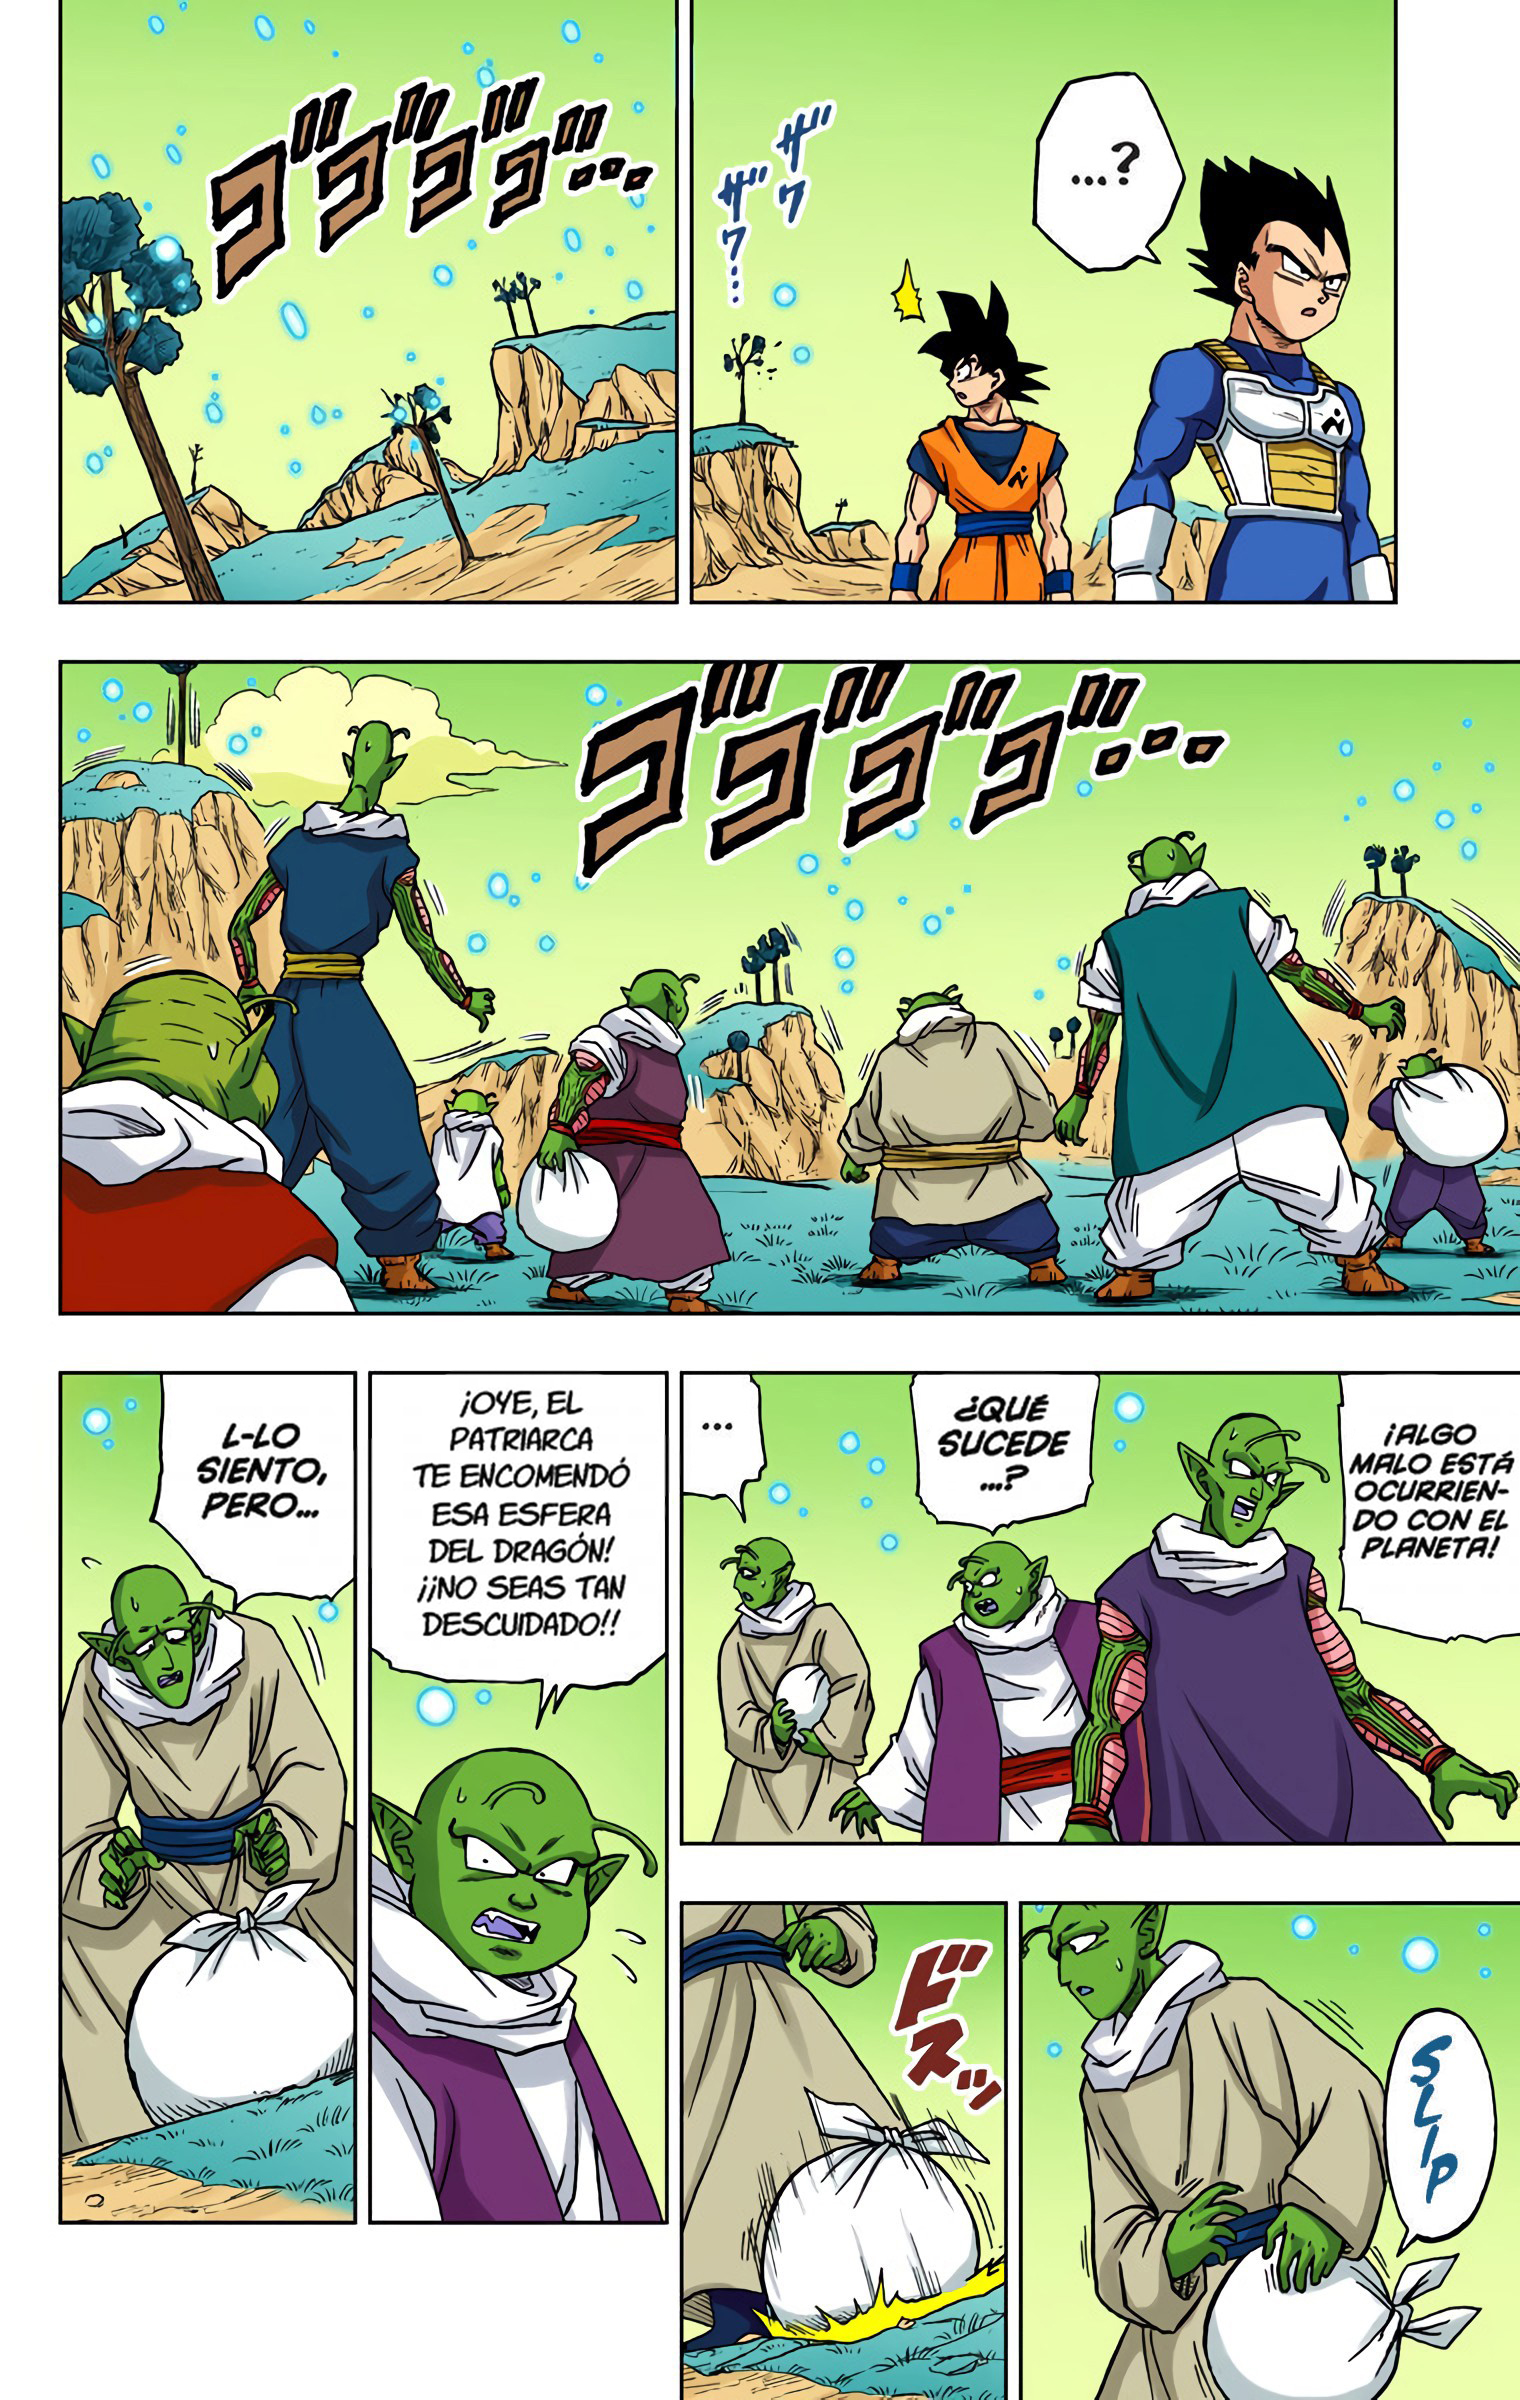 ...?
ザワ
ザワ…
ゴゴゴゴ…
ゴゴゴゴ…
¡ALGO
MALO ESTÁ
OCURRIEN-
DO CON EL
PLANETA!
¿QUÉ
SUCEDE
...?
...
SLIP
ドスッ
¡OYE, EL
PATRIARCA
TE ENCOMENDÓ
ESA ESFERA
DEL DRAGÓN!
¡¡NO SEAS TAN
DESCUIDADO!!
L-LO
SIENTO,
PERO...